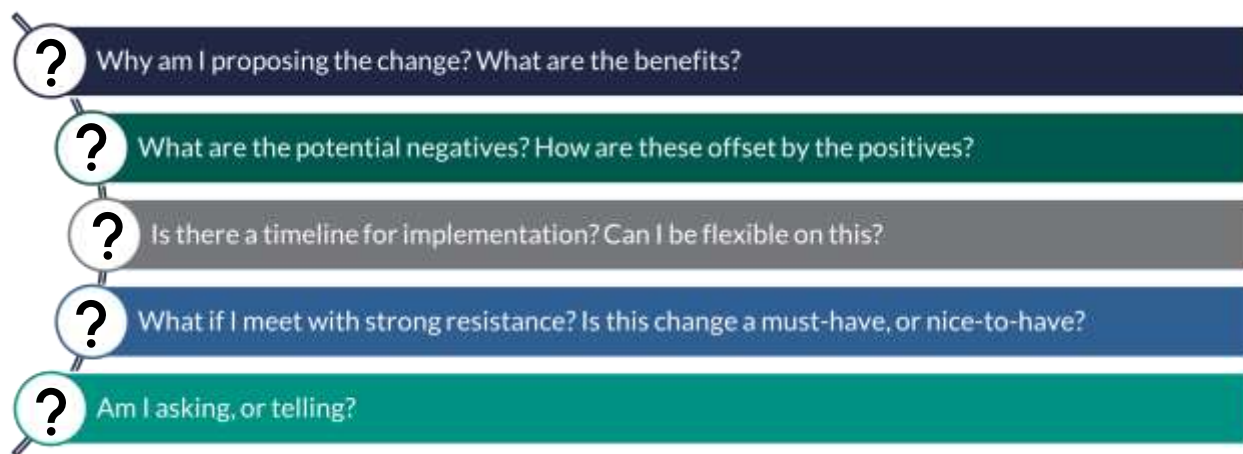 ? Why am I proposing the change? What are the benefits?
? What are the potential negatives? How are these offset by the positives?
? Is there a timeline for implementation? Can I be flexible on this?
? What if I meet with strong resistance? Is this change a must-have, or nice-to-have?
? Am I asking, or telling?